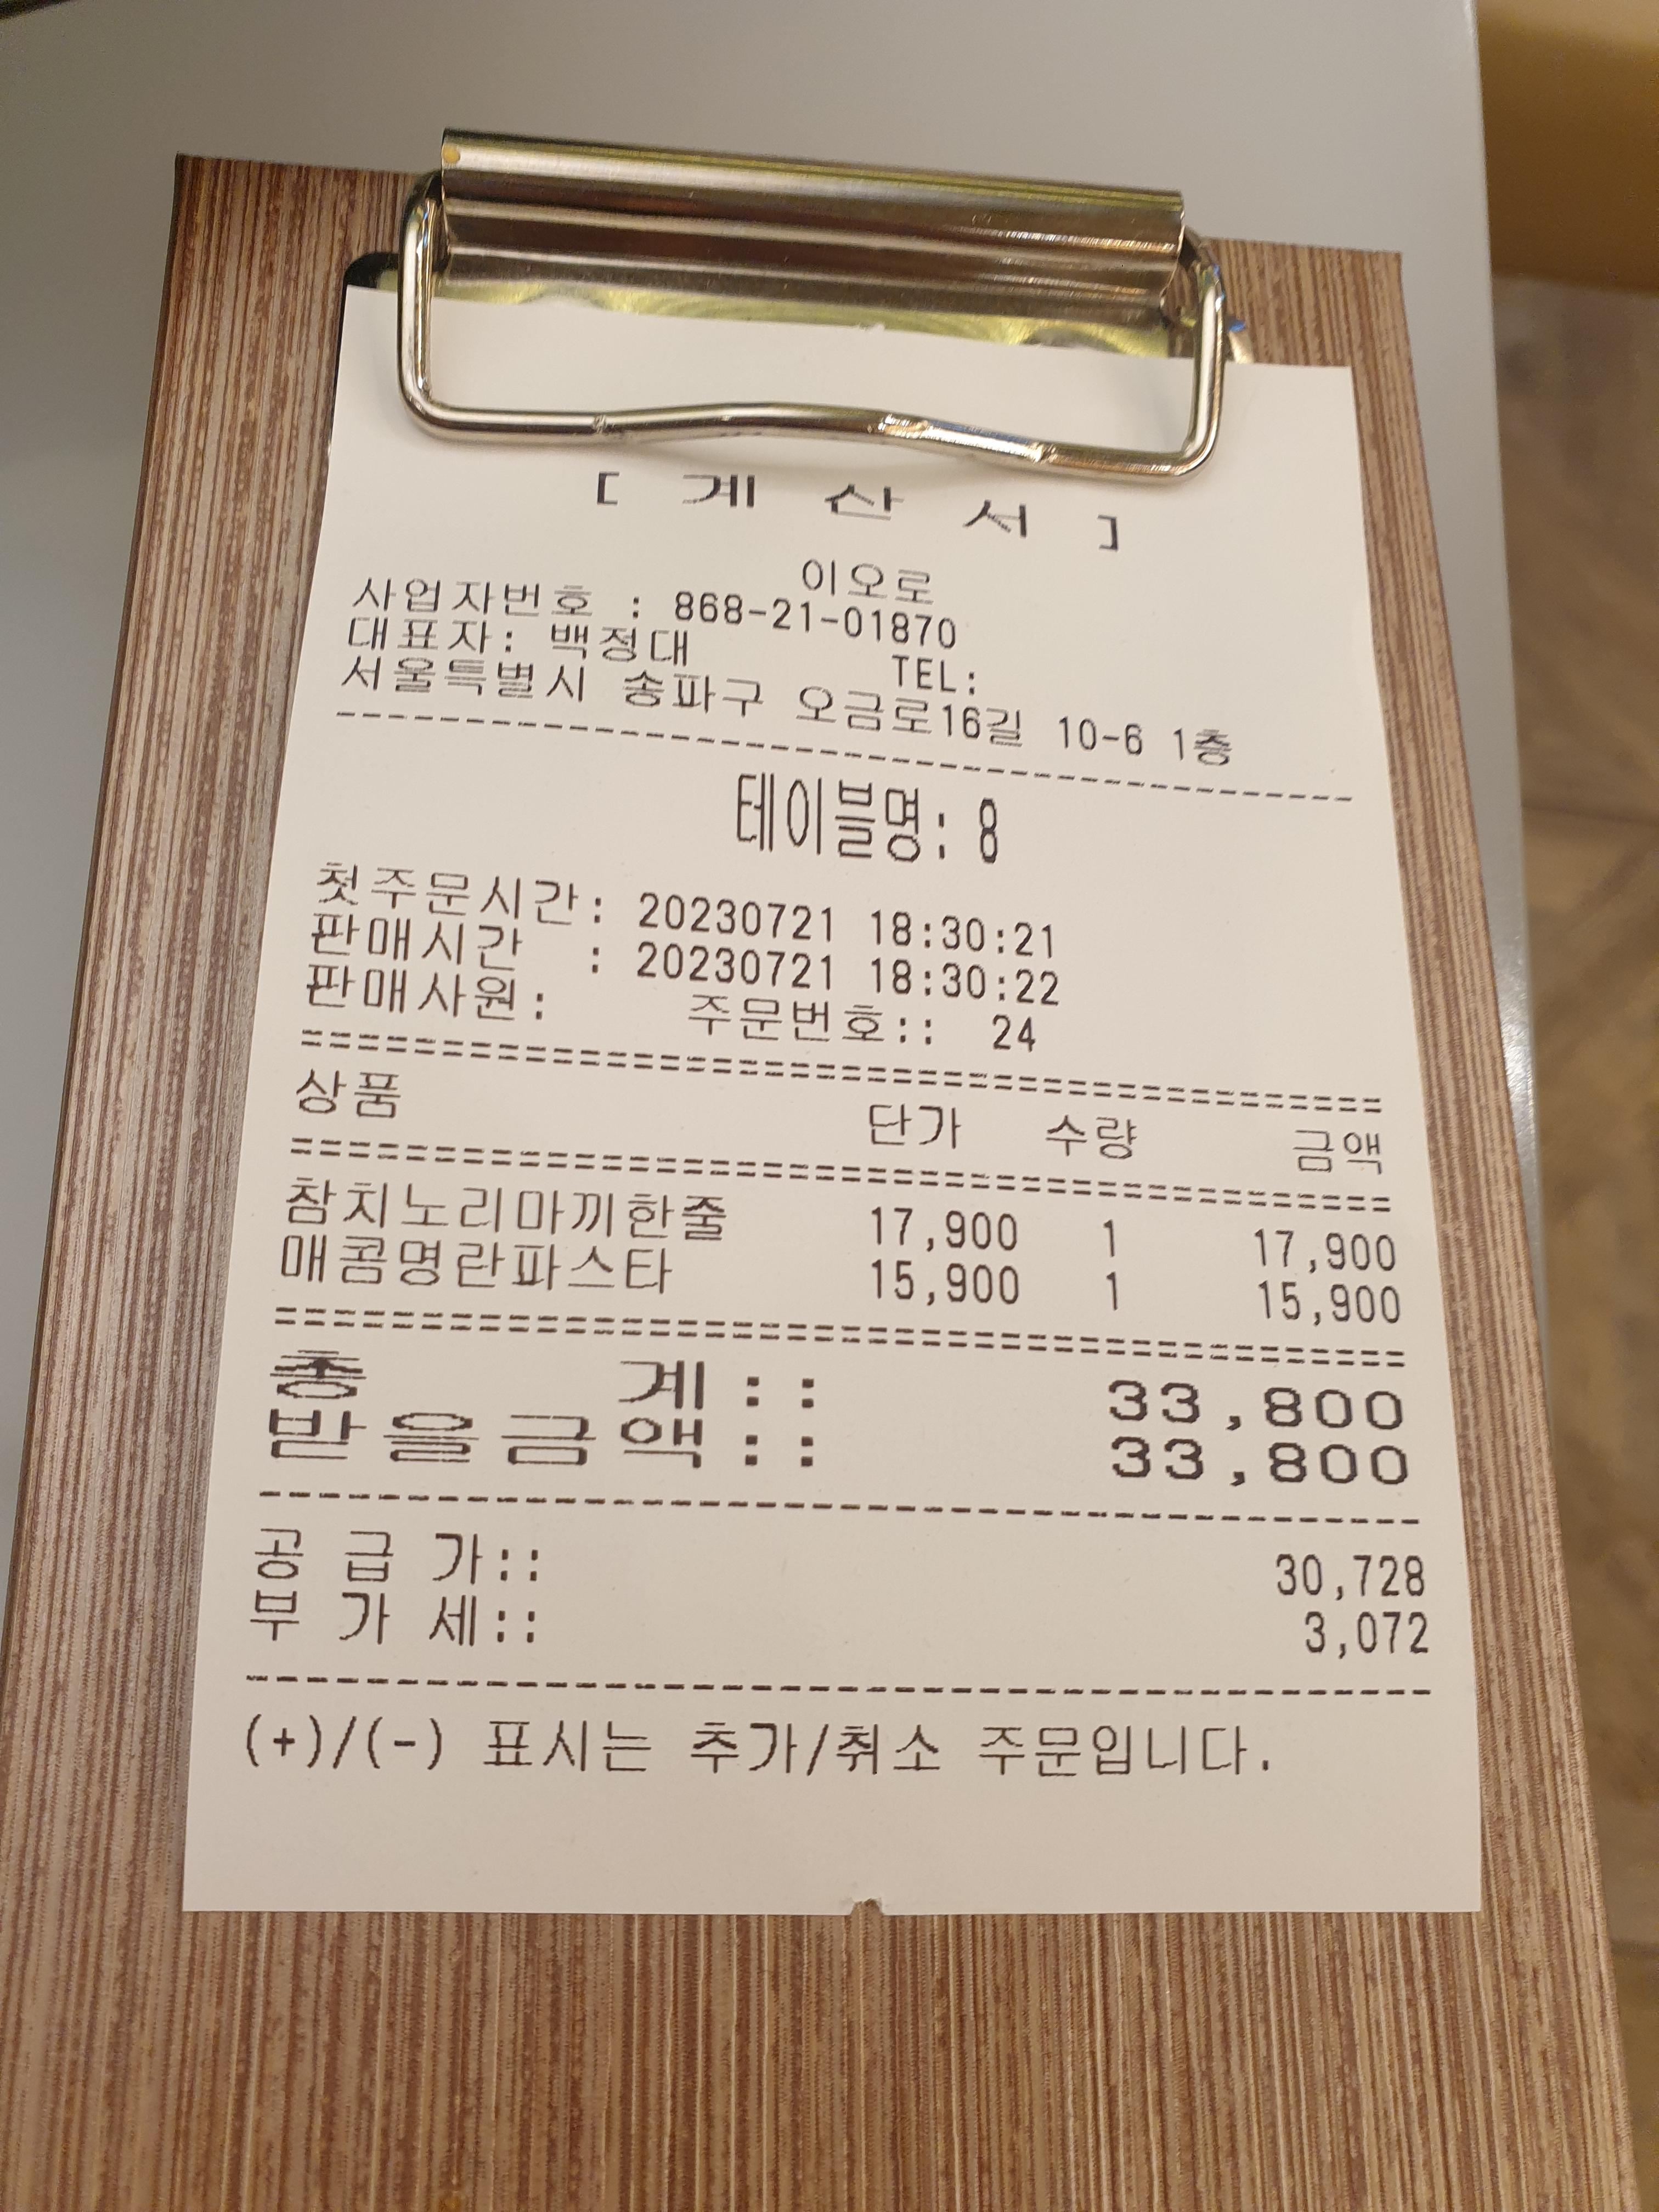 [ 계 산 서 ]
이오로
사업자번호 : 868-21-01870
대표자: 백정대 TEL:
서울특별시 송파구 오금로16길 10-6 1층
테이블명: 8
첫주문시간: 20230721 18:30:21
판매시간 : 20230721 18:30:22
판매사원: 주문번호:: 24
상품 단가 수량 금액
참치노리마끼한줄 17,900 1 17,900
매콤명란파스타 15,900 1 15,900
총 계:: 33,800
받을금액:: 33,800
공 급 가:: 30,728
부 가 세:: 3,072
(+)/(-) 표시는 추가/취소 주문입니다.